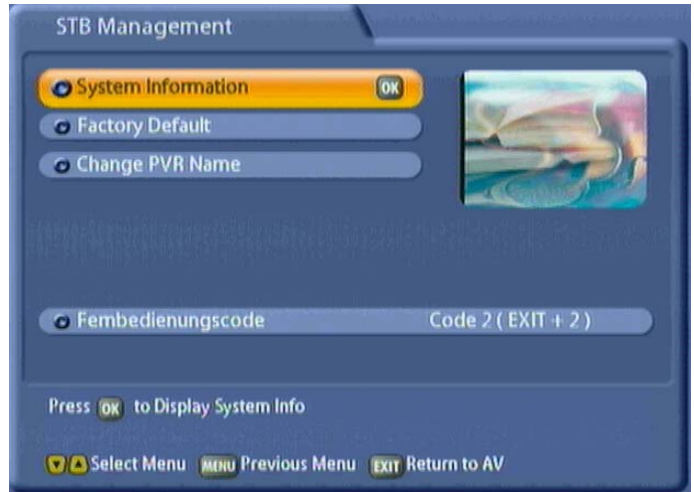 STB Management
System Information OK
Factory Default
Change PVR Name
Fembedienungscode Code 2 ( EXIT + 2 )
Press OK to Display System Info
Select Menu MENU Previous Menu EXIT Return to AV